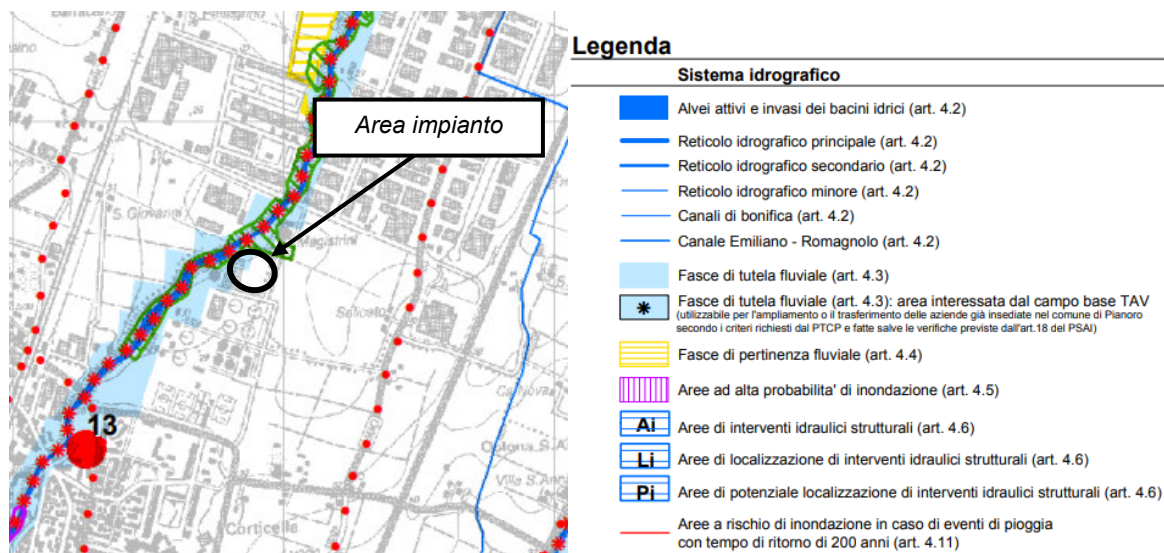 Area impianto
S. Giovanni
13
Corticella
Legenda
Sistema idrografico
Alvei attivi e invasi dei bacini idrici (art. 4.2)
Reticolo idrografico principale (art. 4.2)
Reticolo idrografico secondario (art. 4.2)
Reticolo idrografico minore (art. 4.2)
Canali di bonifica (art. 4.2)
Canale Emiliano - Romagnolo (art. 4.2)
Fasce di tutela fluviale (art. 4.3)
Fasce di tutela fluviale (art. 4.3): area interessata dal campo base TAV
(utilizzabile per l'ampliamento o il trasferimento delle aziende già insediate nel comune di Pianoro
secondo i criteri richiesti dal PTCP e fatte salve le verifiche previste dall'art.18 del PSAI)
Fasce di pertinenza fluviale (art. 4.4)
Aree ad alta probabilita' di inondazione (art. 4.5)
Ai Aree di interventi idraulici strutturali (art. 4.6)
Li Aree di localizzazione di interventi idraulici strutturali (art. 4.6)
Pi Aree di potenziale localizzazione di interventi idraulici strutturali (art. 4.6)
Aree a rischio di inondazione in caso di eventi di pioggia
con tempo di ritorno di 200 anni (art. 4.11)